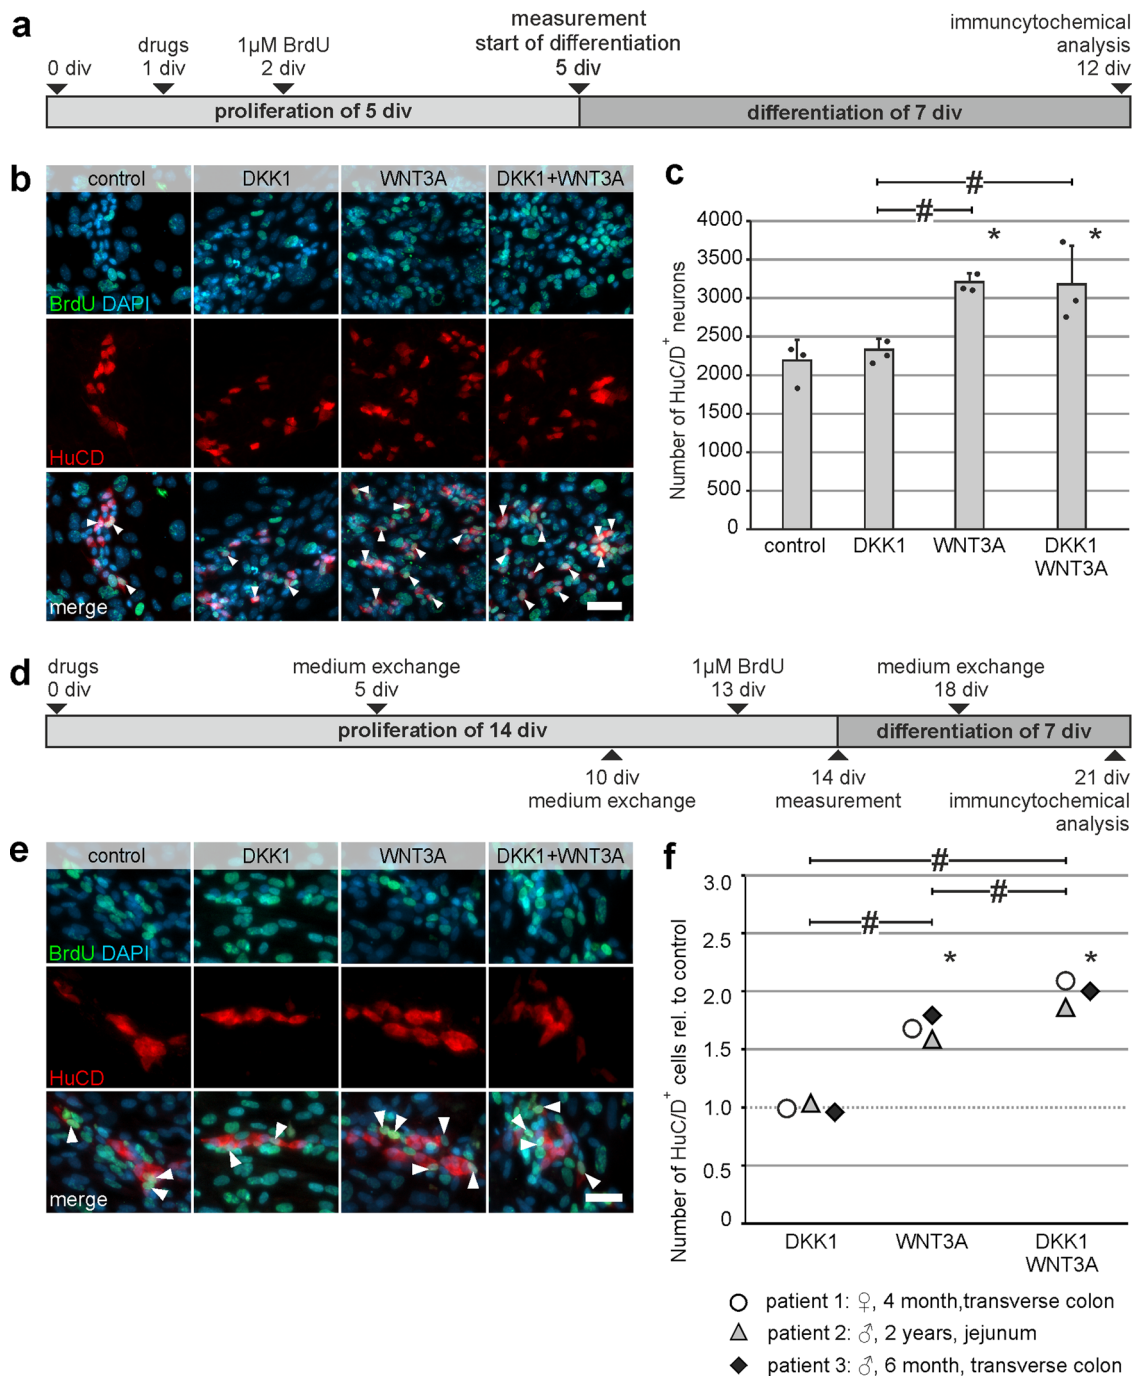 a
measurement
start of differentiation
5 div
immuncytochemical
analysis
12 div
drugs
1 div
1µM BrdU
2 div
0 div
proliferation of 5 div
differentiation of 7 div
b
control
DKK1
WNT3A
DKK1+WNT3A
BrdU DAPI
HuCD
merge
c
#
#
4000
3500
3000
2500
2000
1500
1000
500
0
Number of HuC/D+ neurons
*
*
control
DKK1
WNT3A
DKK1
WNT3A
d
drugs
0 div
medium exchange
5 div
1µM BrdU
13 div
medium exchange
18 div
proliferation of 14 div
differentiation of 7 div
10 div
medium exchange
14 div
measurement
21 div
immuncytochemical
analysis
e
control
DKK1
WNT3A
DKK1+WNT3A
BrdU DAPI
HuCD
merge
f
#
#
#
3.0
2.5
2.0
1.5
1.0
0.5
0
Number of HuC/D+ cells rel. to control
*
*
DKK1
WNT3A
DKK1
WNT3A
patient 1: ♀, 4 month,transverse colon
patient 2: ♂, 2 years, jejunum
patient 3: ♂, 6 month, transverse colon